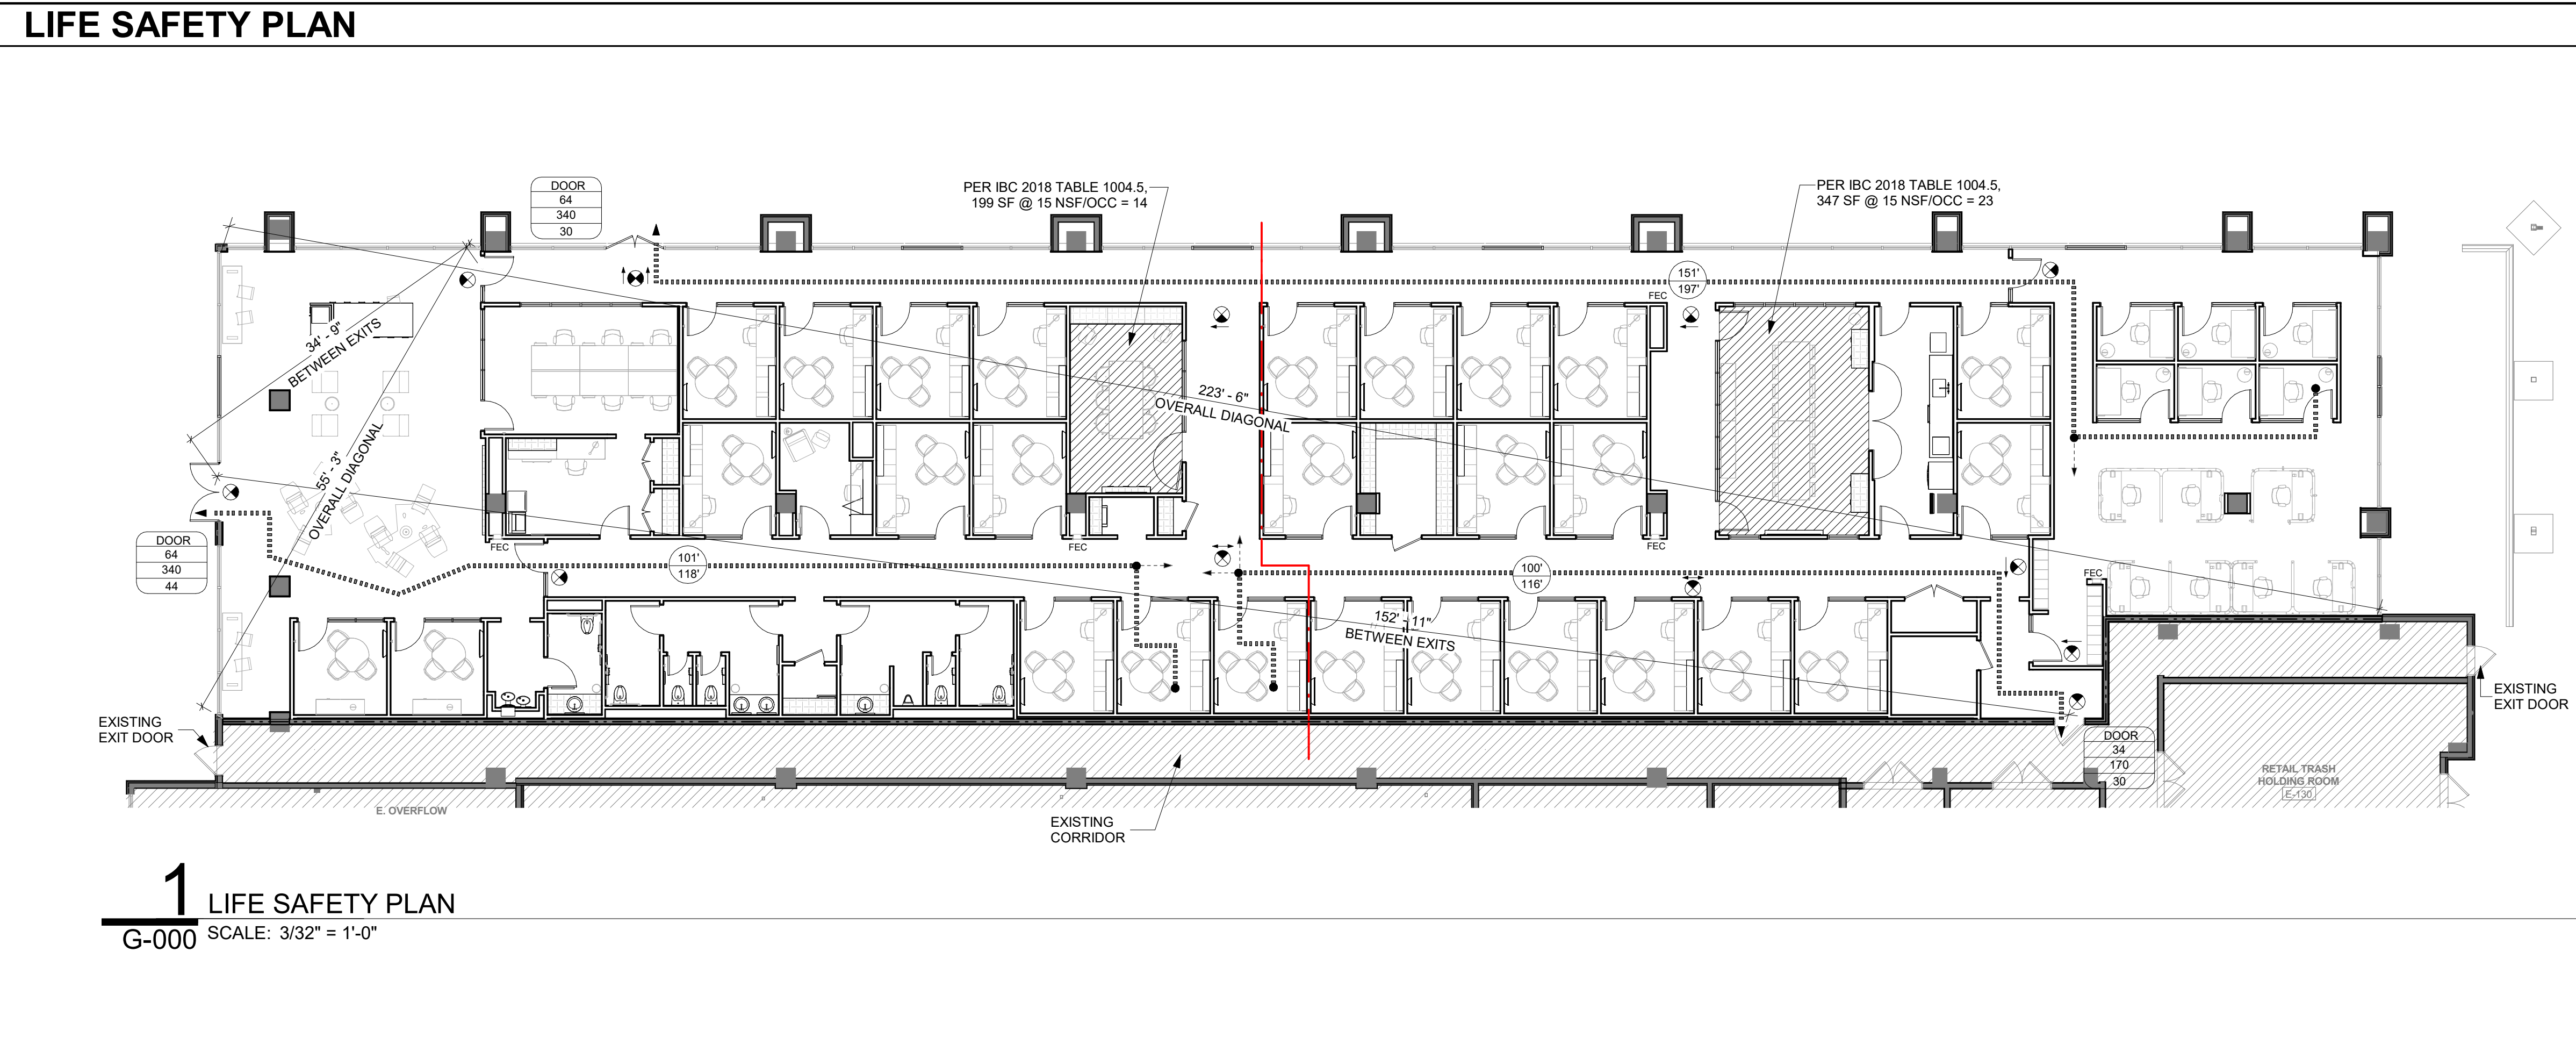 LIFE SAFETY PLAN
DOOR
64
340
30
PER IBC 2018 TABLE 1004.5,
199 SF @ 15 NSF/OCC = 14
PER IBC 2018 TABLE 1004.5,
347 SF @ 15 NSF/OCC = 23
151'
197'
FEC
34' - 9"
BETWEEN EXITS
55' - 3"
OVERALL DIAGONAL
223' - 6"
OVERALL DIAGONAL
FEC
FEC
FEC
FEC
DOOR
64
340
44
101'
118'
100'
116'
152' - 11"
BETWEEN EXITS
EXISTING
EXIT DOOR
EXISTING
EXIT DOOR
DOOR
34
170
30
RETAIL TRASH
HOLDING ROOM
E-130
E. OVERFLOW
EXISTING
CORRIDOR
1
LIFE SAFETY PLAN
G-000
SCALE: 3/32" = 1'-0"